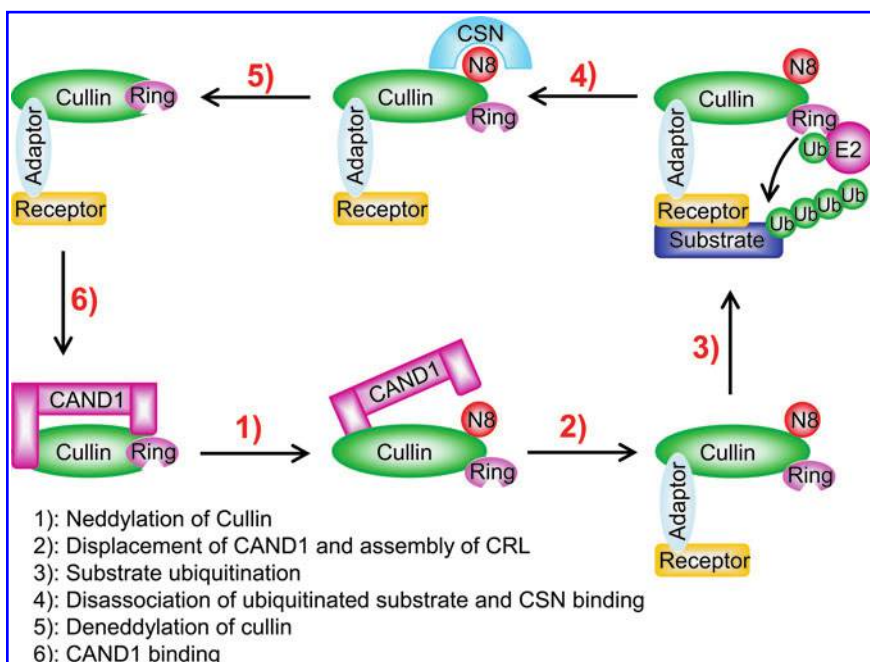 CSN
N8
Cullin
Ring
Adaptor
Receptor
5)
Cullin
Ring
Adaptor
Receptor
4)
N8
Cullin
Ring
Ub
E2
Adaptor
Receptor
Substrate
Ub
Ub
Ub
Ub
6)
3)
CAND1
Cullin
Ring
1)
CAND1
N8
Cullin
Ring
2)
N8
Cullin
Ring
Adaptor
Receptor
1): Neddylation of Cullin
2): Displacement of CAND1 and assembly of CRL
3): Substrate ubiquitination
4): Disassociation of ubiquitinated substrate and CSN binding
5): Deneddylation of cullin
6): CAND1 binding